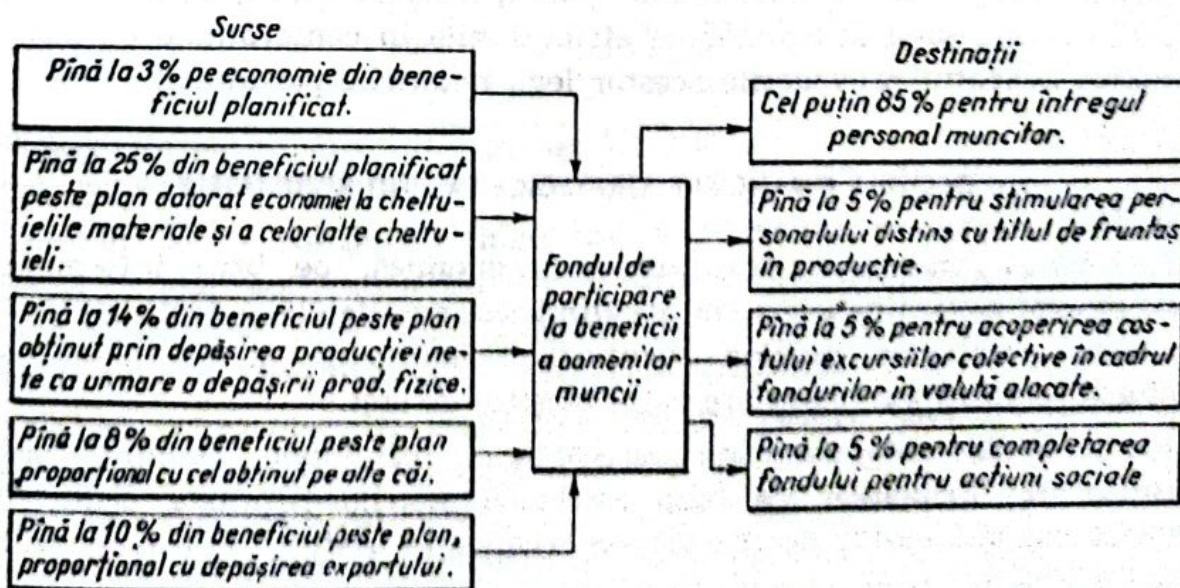 Surse
Pînă la 3% pe economie din bene-
ficiul planificat.
Pînă la 25% din beneficiul planificat
peste plan datorat economiei la cheltu-
ielile materiale și a celorlalte cheltu-
ieli.
Pînă la 14% din beneficiul peste plan
obținut prin depășirea producției ne-
te ca urmare a depășirii prod. fizice.
Pînă la 8% din beneficiul peste plan
proporțional cu cel obținut pe alte căi.
Pînă la 10% din beneficiul peste plan,
proporțional cu depășirea exportului.
Fondul de
participare
la beneficii
a oamenilor
muncii
Destinații
Cel puțin 85% pentru întregul
personal muncitor.
Pînă la 5% pentru stimularea per-
sonalului distins cu titlul de fruntaș
în producție.
Pînă la 5% pentru acoperirea cos-
tului excursiilor colective în cadrul
fondurilor în valută alocate.
Pînă la 5% pentru completarea
fondului pentru acțiuni sociale